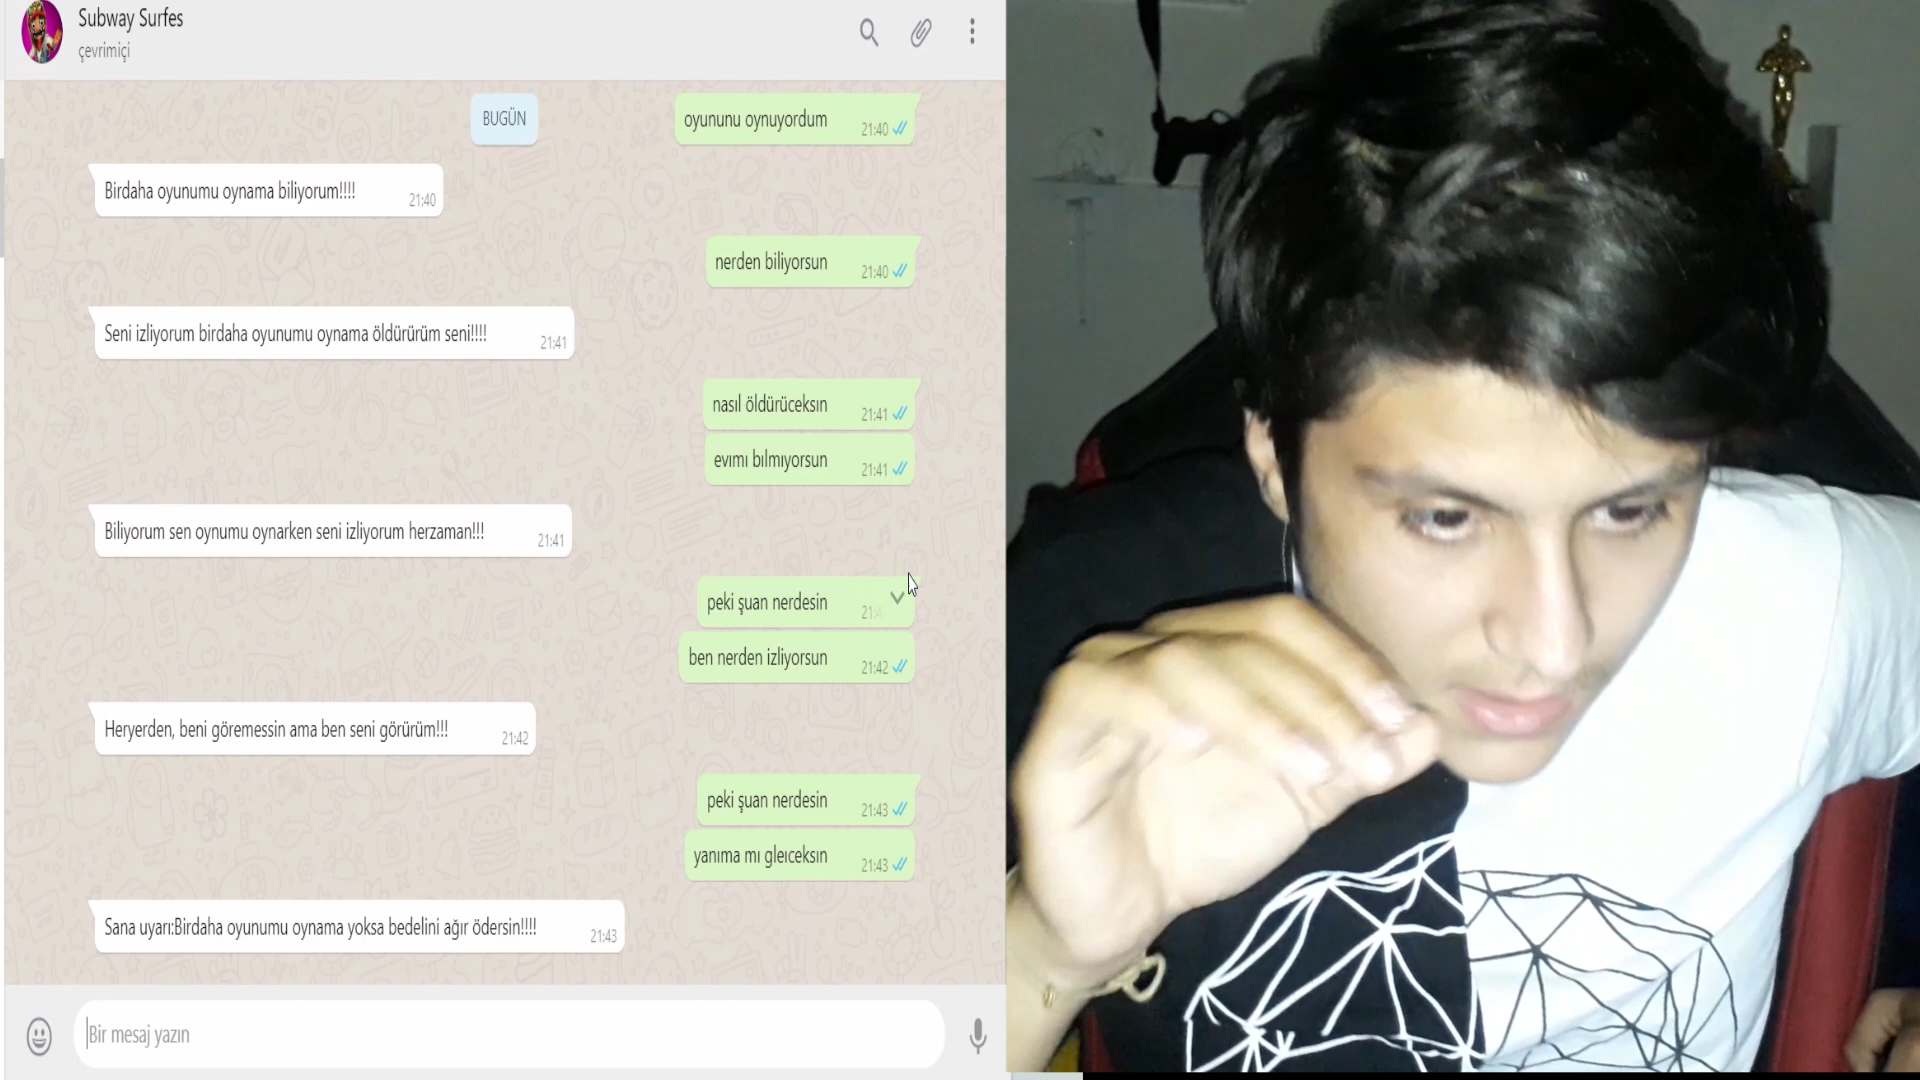 Subway Surfes
çevrimiçi
BUGÜN
oyununu oynuyordum 21:40
Birdaha oyunumu oynama biliyorum!!!! 21:40
nerden biliyorsun 21:40
Seni izliyorum birdaha oyunumu oynama öldürürüm seni!!!! 21:41
nasıl öldürüceksın 21:41
evımı bılmıyorsun 21:41
Biliyorum sen oynumu oynarken seni izliyorum herzaman!!! 21:41
peki şuan nerdesin
ben nerden izliyorsun 21:42
Heryerden, beni göremessin ama ben seni görürüm!!! 21:42
peki şuan nerdesin 21:43
yanıma mı gleıceksın 21:43
Sana uyarı:Birdaha oyunumu oynama yoksa bedelini ağır ödersin!!!! 21:43
Bir mesaj yazın